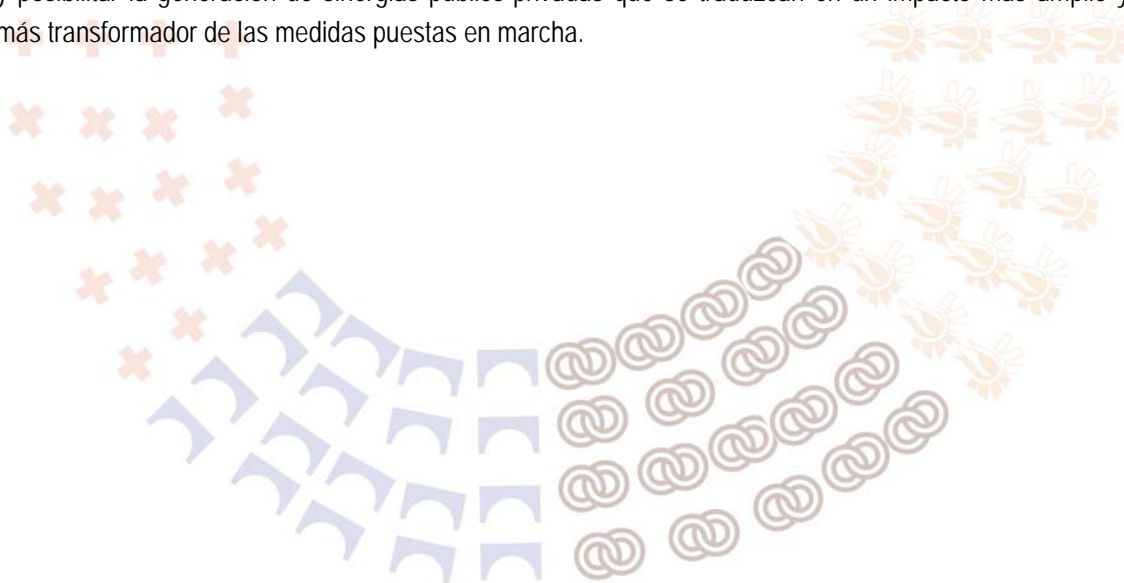 y posibilitar la generación de sinergias público-privadas que se traduzcan en un impacto más amplio y
más transformador de las medidas puestas en marcha.